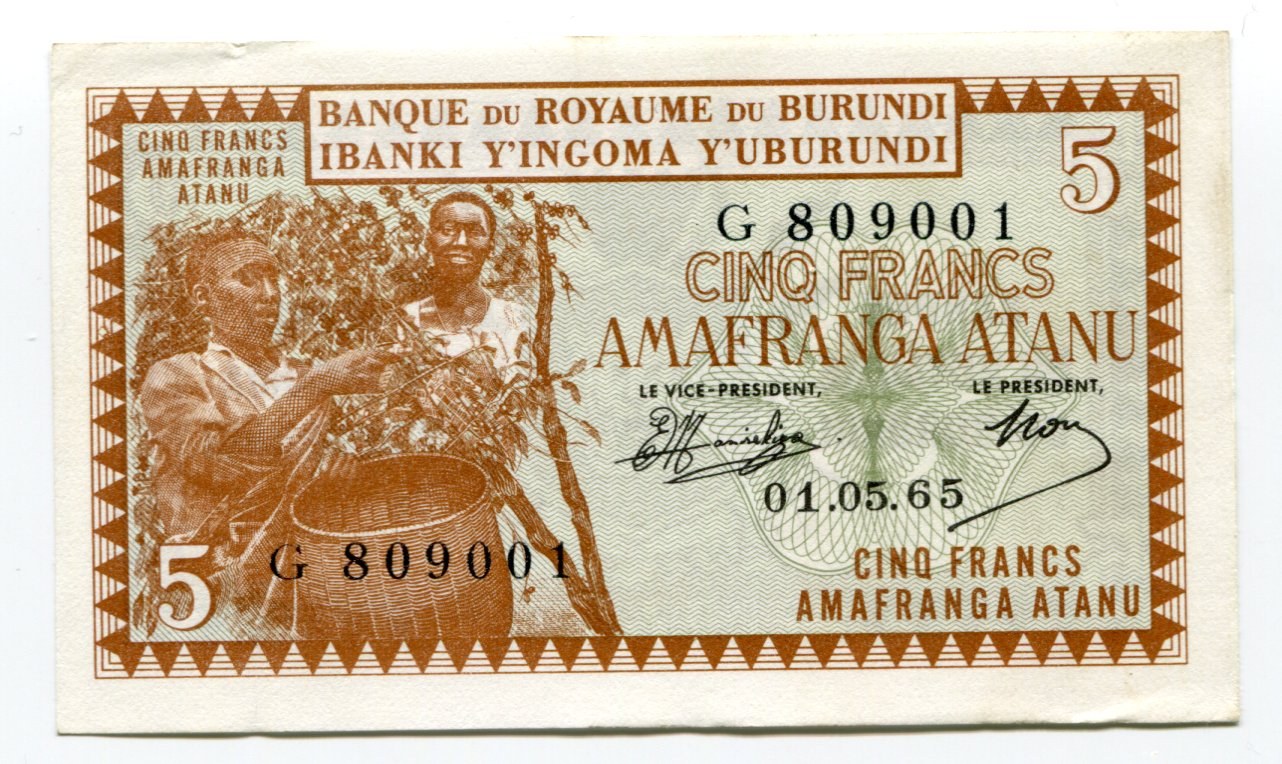 BANQUE DU ROYAUME DU BURUNDI
IBANKI Y'INGOMA Y'UBURUNDI
CINQ FRANCS
AMAFRANGA
ATANU
5
G 809001
CINQ FRANCS
AMAFRANGA ATANU
LE VICE-PRESIDENT,
LE PRESIDENT,
01.05.65
5
G 809001
CINQ FRANCS
AMAFRANGA ATANU